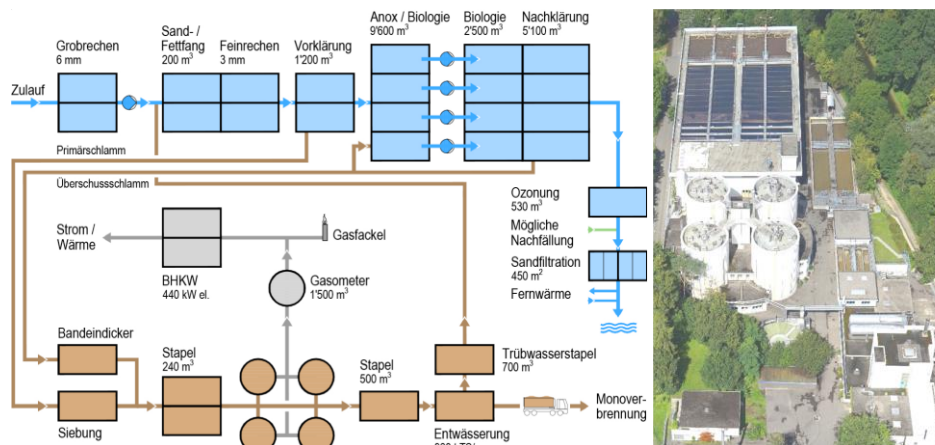 Grobrechen
6 mm
Sand- /
Fettfang
200 m³
Feinrechen
3 mm
Vorklärung
1'200 m³
Anox / Biologie
9'600 m³
Biologie
2'500 m³
Nachklärung
5'100 m³
Zulauf
Primärschlamm
Überschussschlamm
Ozonung
530 m³
Mögliche
Nachfällung
Sandfiltration
450 m²
Fernwärme
Strom /
Wärme
BHKW
440 kW el.
Gasfackel
Gasometer
1'500 m³
Bandeindicker
Siebung
Stapel
240 m³
Stapel
500 m³
Trübwasserstapel
700 m³
Entwässerung
Monover-
brennung